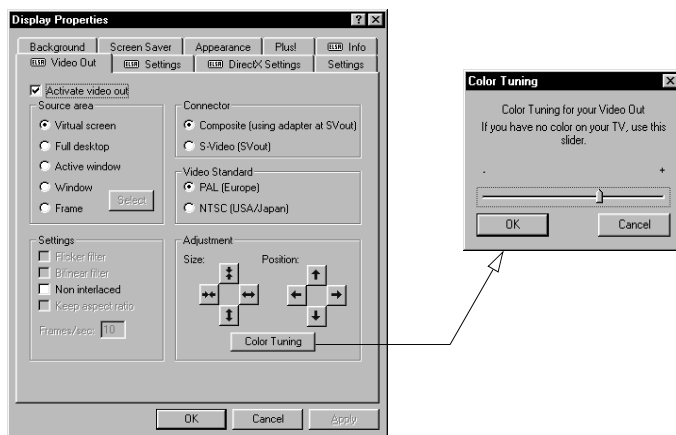 Display Properties
Background
Screen Saver
Appearance
Plus!
ELSA Info
ELSA Video Out
ELSA Settings
ELSA DirectX Settings
Settings
Activate video out
Source area
Virtual screen
Full desktop
Active window
Window
Frame
Select
Connector
Composite (using adapter at SVout)
S-Video (SVout)
Video Standard
PAL (Europe)
NTSC (USA/Japan)
Settings
Flicker filter
Bilinear filter
Non interlaced
Keep aspect ratio
Frames/sec: 10
Adjustment
Size:
Position:
Color Tuning
OK
Cancel
Apply
Color Tuning
Color Tuning for your Video Out
If you have no color on your TV, use this
slider.
- +
OK
Cancel